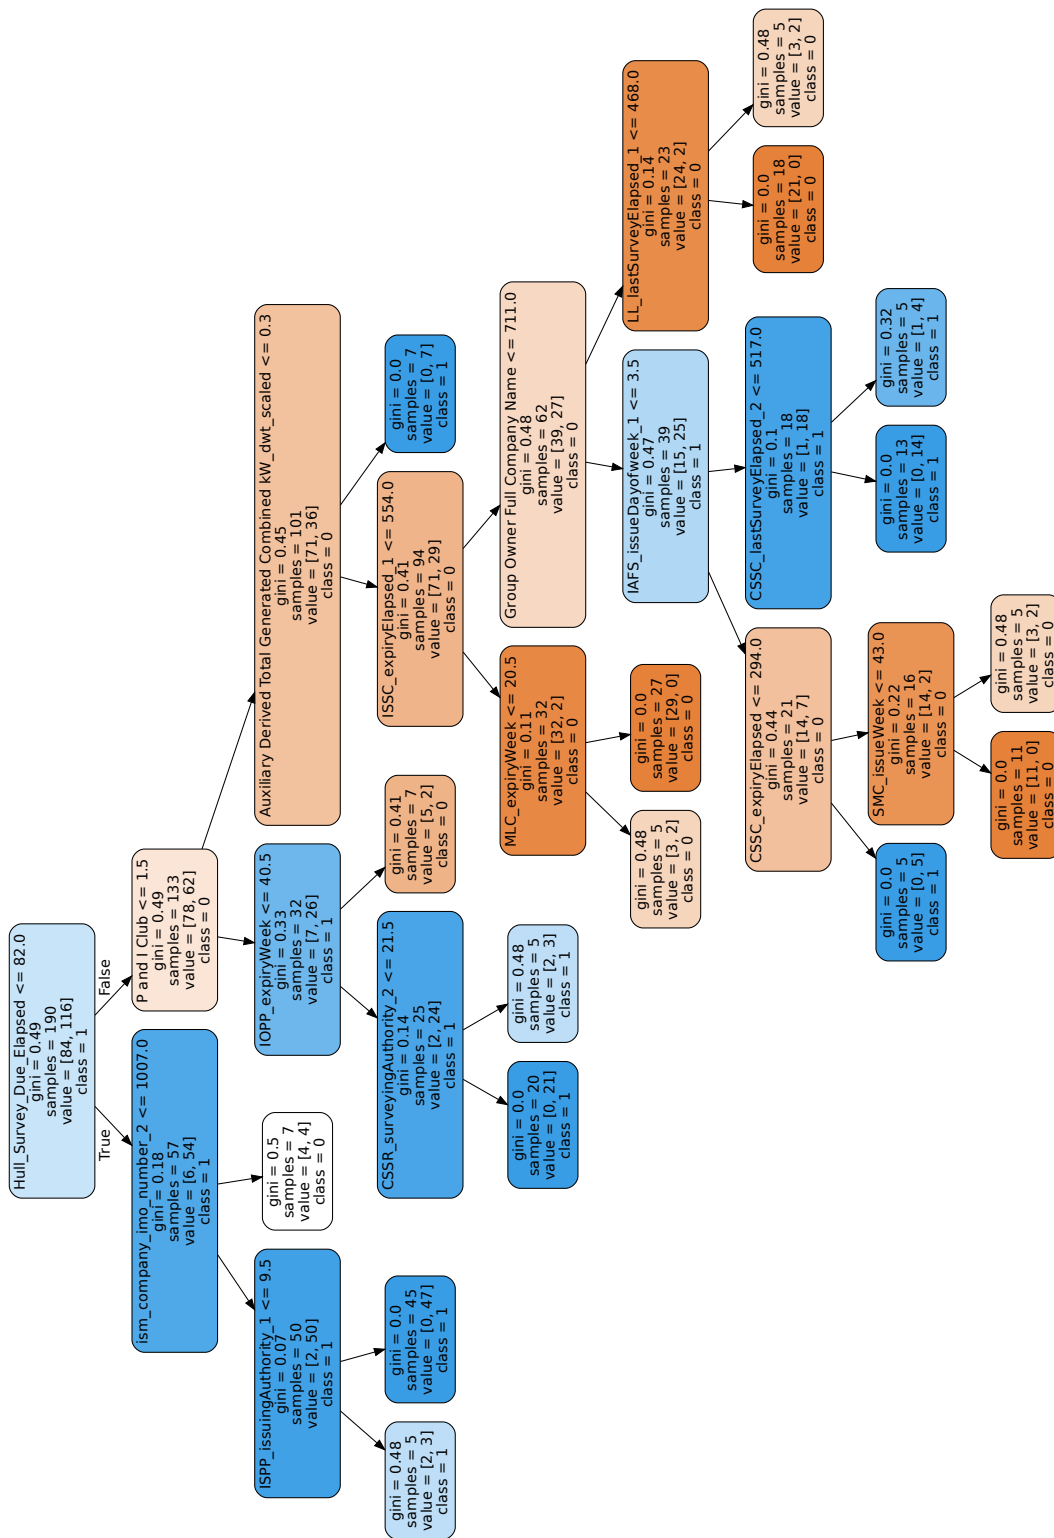 Hull_Survey_Due_Elapsed <= 82.0
gini = 0.49
samples = 190
value = [84, 116]
class = 1
True
False
ism_company_imo_number_2 <= 1007.0
gini = 0.18
samples = 57
value = [6, 54]
class = 1
P and I Club <= 1.5
gini = 0.49
samples = 133
value = [78, 62]
class = 0
ISPP_issuingAuthority_1 <= 9.5
gini = 0.07
samples = 50
value = [2, 50]
class = 1
gini = 0.5
samples = 7
value = [4, 4]
class = 0
IOPP_expiryWeek <= 40.5
gini = 0.33
samples = 32
value = [7, 26]
class = 1
Auxiliary Derived Total Generated Combined kW_dwt_scaled <= 0.3
gini = 0.45
samples = 101
value = [71, 36]
class = 0
gini = 0.48
samples = 5
value = [2, 3]
class = 1
gini = 0.0
samples = 45
value = [0, 47]
class = 1
CSSR_surveyingAuthority_2 <= 21.5
gini = 0.14
samples = 25
value = [2, 24]
class = 1
gini = 0.41
samples = 7
value = [5, 2]
class = 0
ISSC_expiryElapsed_1 <= 554.0
gini = 0.41
samples = 94
value = [71, 29]
class = 0
gini = 0.0
samples = 7
value = [0, 7]
class = 1
gini = 0.0
samples = 20
value = [0, 21]
class = 1
gini = 0.48
samples = 5
value = [2, 3]
class = 1
MLC_expiryWeek <= 20.5
gini = 0.11
samples = 32
value = [32, 2]
class = 0
Group Owner Full Company Name <= 711.0
gini = 0.48
samples = 62
value = [39, 27]
class = 0
gini = 0.48
samples = 5
value = [3, 2]
class = 0
gini = 0.0
samples = 27
value = [29, 0]
class = 0
IAFS_issueDayofweek_1 <= 3.5
gini = 0.47
samples = 39
value = [15, 25]
class = 1
LL_lastSurveyElapsed_1 <= 468.0
gini = 0.14
samples = 23
value = [24, 2]
class = 0
CSSC_expiryElapsed <= 294.0
gini = 0.44
samples = 21
value = [14, 7]
class = 0
CSSC_lastSurveyElapsed_2 <= 517.0
gini = 0.1
samples = 18
value = [1, 18]
class = 1
gini = 0.0
samples = 18
value = [21, 0]
class = 0
gini = 0.48
samples = 5
value = [3, 2]
class = 0
gini = 0.0
samples = 5
value = [0, 5]
class = 1
SMC_issueWeek <= 43.0
gini = 0.22
samples = 16
value = [14, 2]
class = 0
gini = 0.0
samples = 13
value = [0, 14]
class = 1
gini = 0.32
samples = 5
value = [1, 4]
class = 1
gini = 0.0
samples = 11
value = [11, 0]
class = 0
gini = 0.48
samples = 5
value = [3, 2]
class = 0